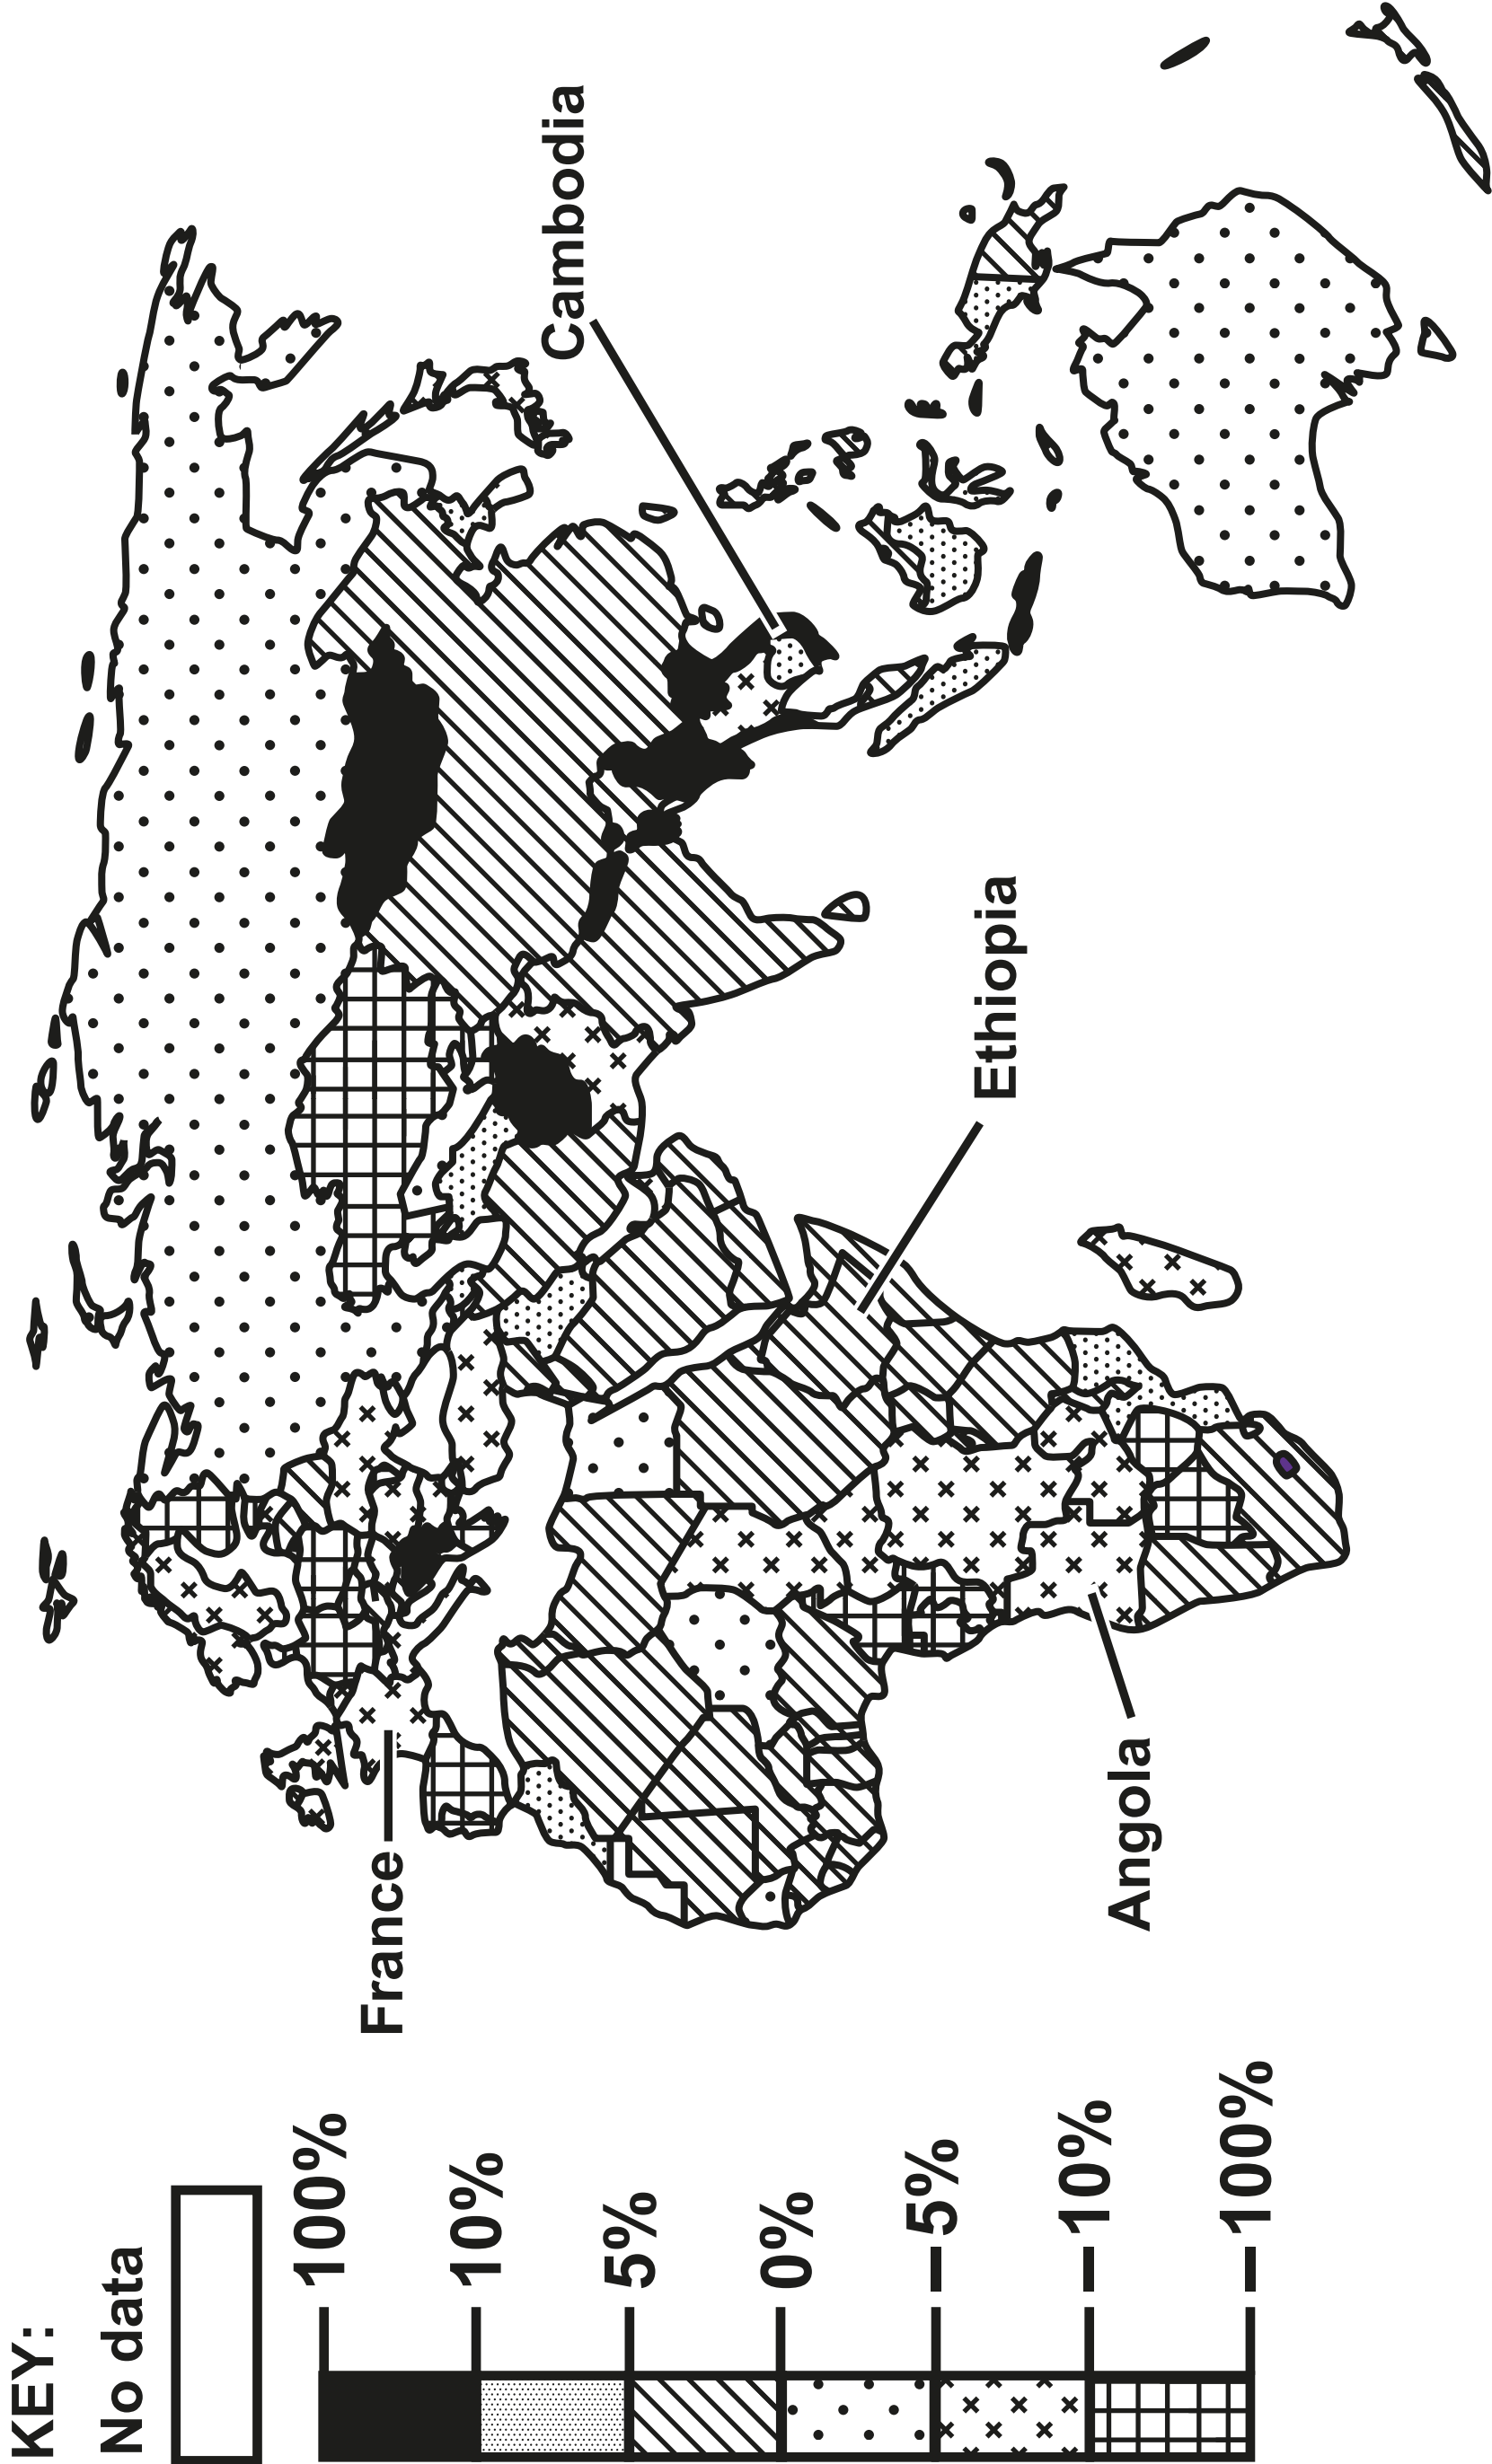 KEY:
No data
100%
10%
5%
0%
–5%
–10%
–100%
France
Angola
Ethiopia
Cambodia